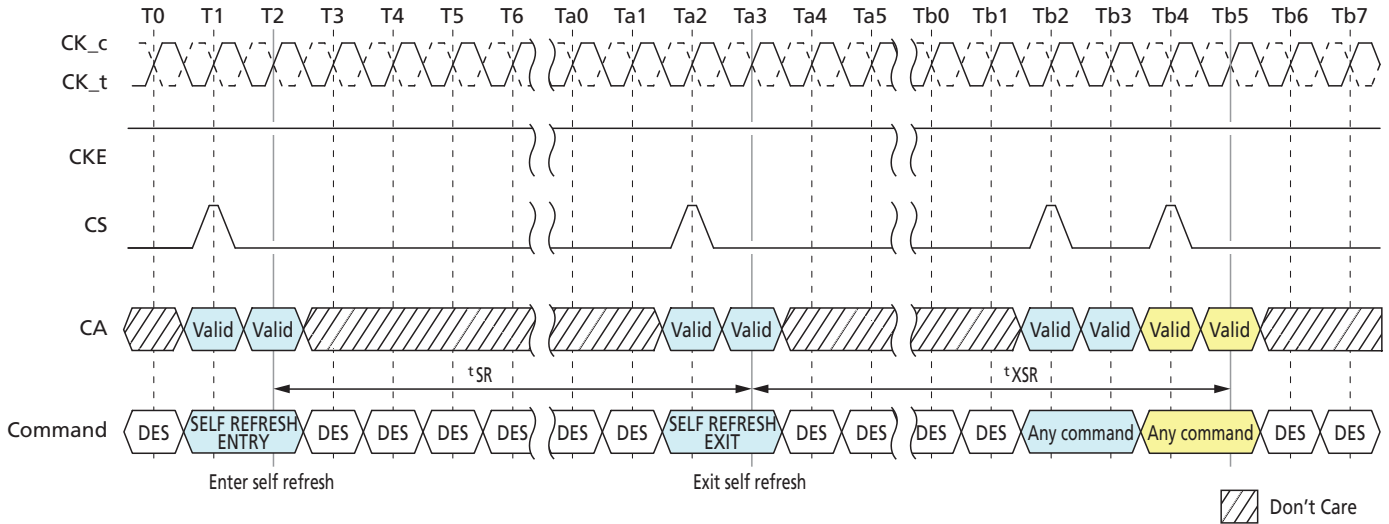 T0 T1 T2 T3 T4 T5 T6 Ta0 Ta1 Ta2 Ta3 Ta4 Ta5 Tb0 Tb1 Tb2 Tb3 Tb4 Tb5 Tb6 Tb7
CK_c
CK_t
CKE
CS
CA Valid Valid Valid Valid Valid Valid Valid Valid
tSR tXSR
Command DES SELF REFRESH ENTRY DES DES DES DES DES DES SELF REFRESH EXIT DES DES DES DES Any command Any command DES DES
Enter self refresh Exit self refresh
Don't Care